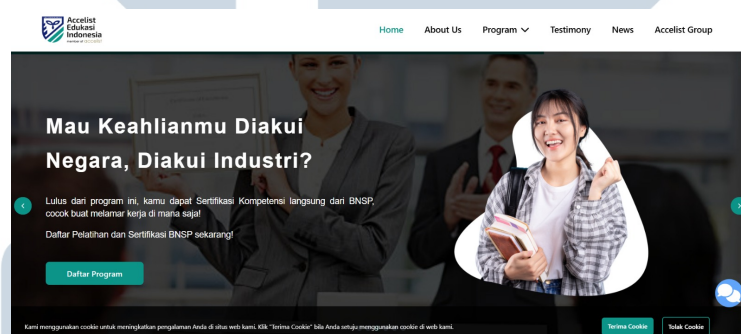 Accelist
Edukasi
Indonesia
member of accelist
Home About Us Program Testimony News Accelist Group
Mau Keahlianmu Diakui
Negara, Diakui Industri?
Lulus dari program ini, kamu dapat Sertifikasi Kompetensi langsung dari BNSP,
cocok buat melamar kerja di mana saja!
Daftar Pelatihan dan Sertifikasi BNSP sekarang!
Daftar Program
Kami menggunakan cookie untuk meningkatkan pengalaman Anda di situs web kami. Klik "Terima Cookie" bila Anda setuju menggunakan cookie di web kami.
Terima Cookie Tolak Cookie